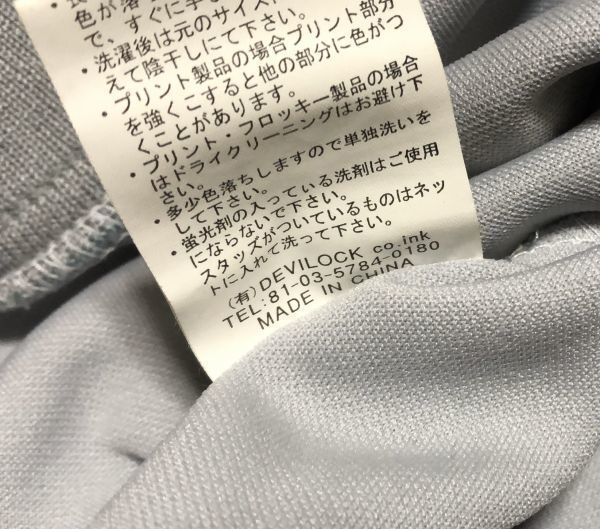 色が落
で、すぐに手
・洗濯後は元のサイズに
えて陰干しにて下さい。
・プリント製品の場合プリント部分
を強くこすると他の部分に色がつ
くことがあります。
・プリント・フロッキー製品の場合
はドライクリーニングはお避け下
さい。
・多少色落ちしますので単独洗いを
して下さい。
・蛍光剤の入っている洗剤はご使用
にならないで下さい。
スタッズがついているものはネッ
トに入れて洗って下さい。
(有) DEVILOCK co.ink
TEL:81-03-5784-0180
MADE IN CHINA